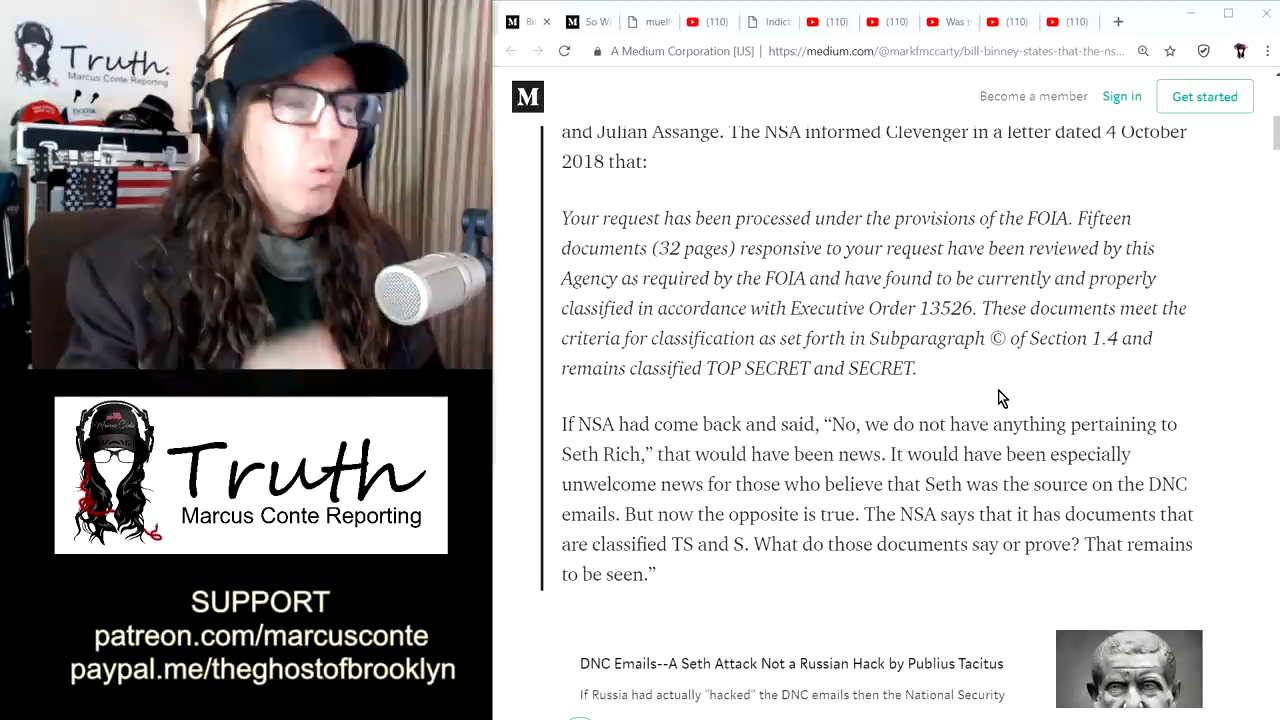 Truth.
Marcus Conte Reporting
Truth
Marcus Conte Reporting
SUPPORT
patreon.com/marcusconte
paypal.me/theghostofbrooklyn
So W
muell
(110)
Indict
(110)
(110)
Was r
(110)
(110)
A Medium Corporation [US] | https://medium.com/@markfmccarty/bill-binney-states-that-the-ns...
M
Become a member
Sign in
Get started
and Julian Assange. The NSA informed Clevenger in a letter dated 4 October
2018 that:
Your request has been processed under the provisions of the FOIA. Fifteen
documents (32 pages) responsive to your request have been reviewed by this
Agency as required by the FOIA and have found to be currently and properly
classified in accordance with Executive Order 13526. These documents meet the
criteria for classification as set forth in Subparagraph © of Section 1.4 and
remains classified TOP SECRET and SECRET.
If NSA had come back and said, “No, we do not have anything pertaining to
Seth Rich,” that would have been news. It would have been especially
unwelcome news for those who believe that Seth was the source on the DNC
emails. But now the opposite is true. The NSA says that it has documents that
are classified TS and S. What do those documents say or prove? That remains
to be seen.”
DNC Emails--A Seth Attack Not a Russian Hack by Publius Tacitus
If Russia had actually "hacked" the DNC emails then the National Security